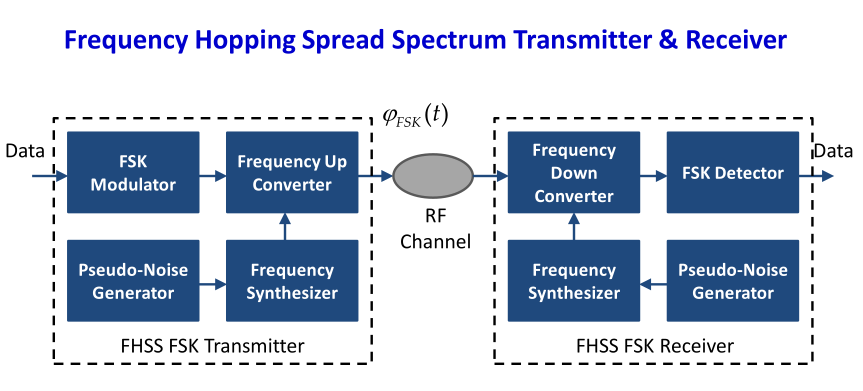 Frequency Hopping Spread Spectrum Transmitter & Receiver
φFSK(t)
Data
FSK
Modulator
Frequency Up
Converter
Pseudo-Noise
Generator
Frequency
Synthesizer
FHSS FSK Transmitter
RF
Channel
Frequency
Down
Converter
FSK Detector
Data
Frequency
Synthesizer
Pseudo-Noise
Generator
FHSS FSK Receiver